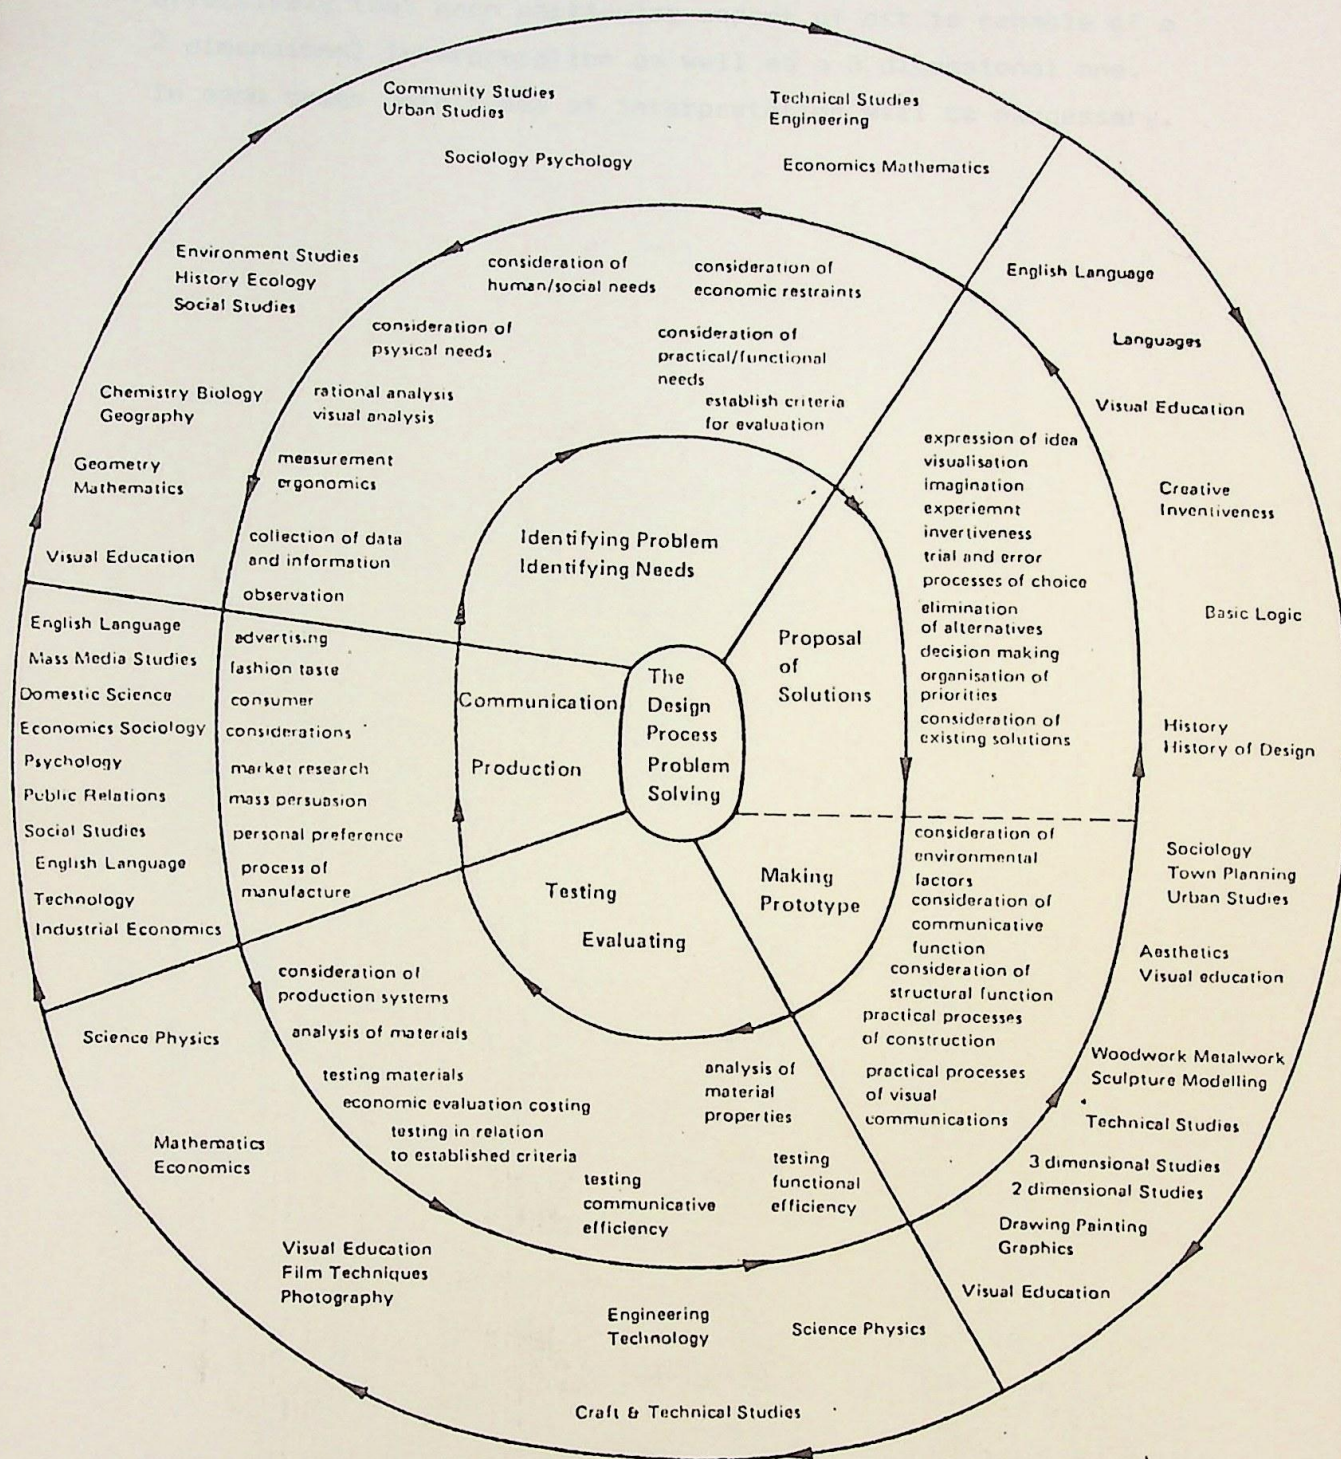 2 dimensional
as well as a
dimensional one.
In
interpre
will be necessary.
Community Studies
Urban Studies
Sociology Psychology
Technical Studies
Engineering
Economics Mathematics
Environment Studies
History Ecology
Social Studies
Chemistry Biology
Geography
Geometry
Mathematics
Visual Education
consideration of
human/social needs
consideration of
economic restraints
consideration of
psysical needs
consideration of
practical/functional
needs
establish criteria
for evaluation
rational analysis
visual analysis
measurement
ergonomics
collection of data
and information
observation
Identifying Problem
Identifying Needs
English Language
Languages
Visual Education
Creative
Inventiveness
Basic Logic
History
History of Design
expression of idea
visualisation
imagination
experiemnt
invertiveness
trial and error
processes of choice
elimination
of alternatives
decision making
organisation of
priorities
consideration of
existing solutions
Proposal
of
Solutions
The
Design
Process
Problem
Solving
English Language
Mass Media Studies
Domestic Science
Economics Sociology
Psychology
Public Relations
Social Studies
English Language
Technology
Industrial Economics
advertising
fashion taste
consumer
considerations
market research
mass persuasion
personal preference
process of
manufacture
Communication
Production
Testing
Evaluating
Making
Prototype
consideration of
environmental
factors
consideration of
communicative
function
consideration of
structural function
practical processes
of construction
practical processes
of visual
communications
Sociology
Town Planning
Urban Studies
Aesthetics
Visual education
Woodwork Metalwork
Sculpture Modelling
Technical Studies
3 dimensional Studies
2 dimensional Studies
Drawing Painting
Graphics
Visual Education
consideration of
production systems
analysis of materials
testing materials
economic evaluation costing
testing in relation
to established criteria
testing
communicative
efficiency
analysis of
material
properties
testing
functional
efficiency
Science Physics
Mathematics
Economics
Visual Education
Film Techniques
Photography
Engineering
Technology
Science Physics
Craft & Technical Studies